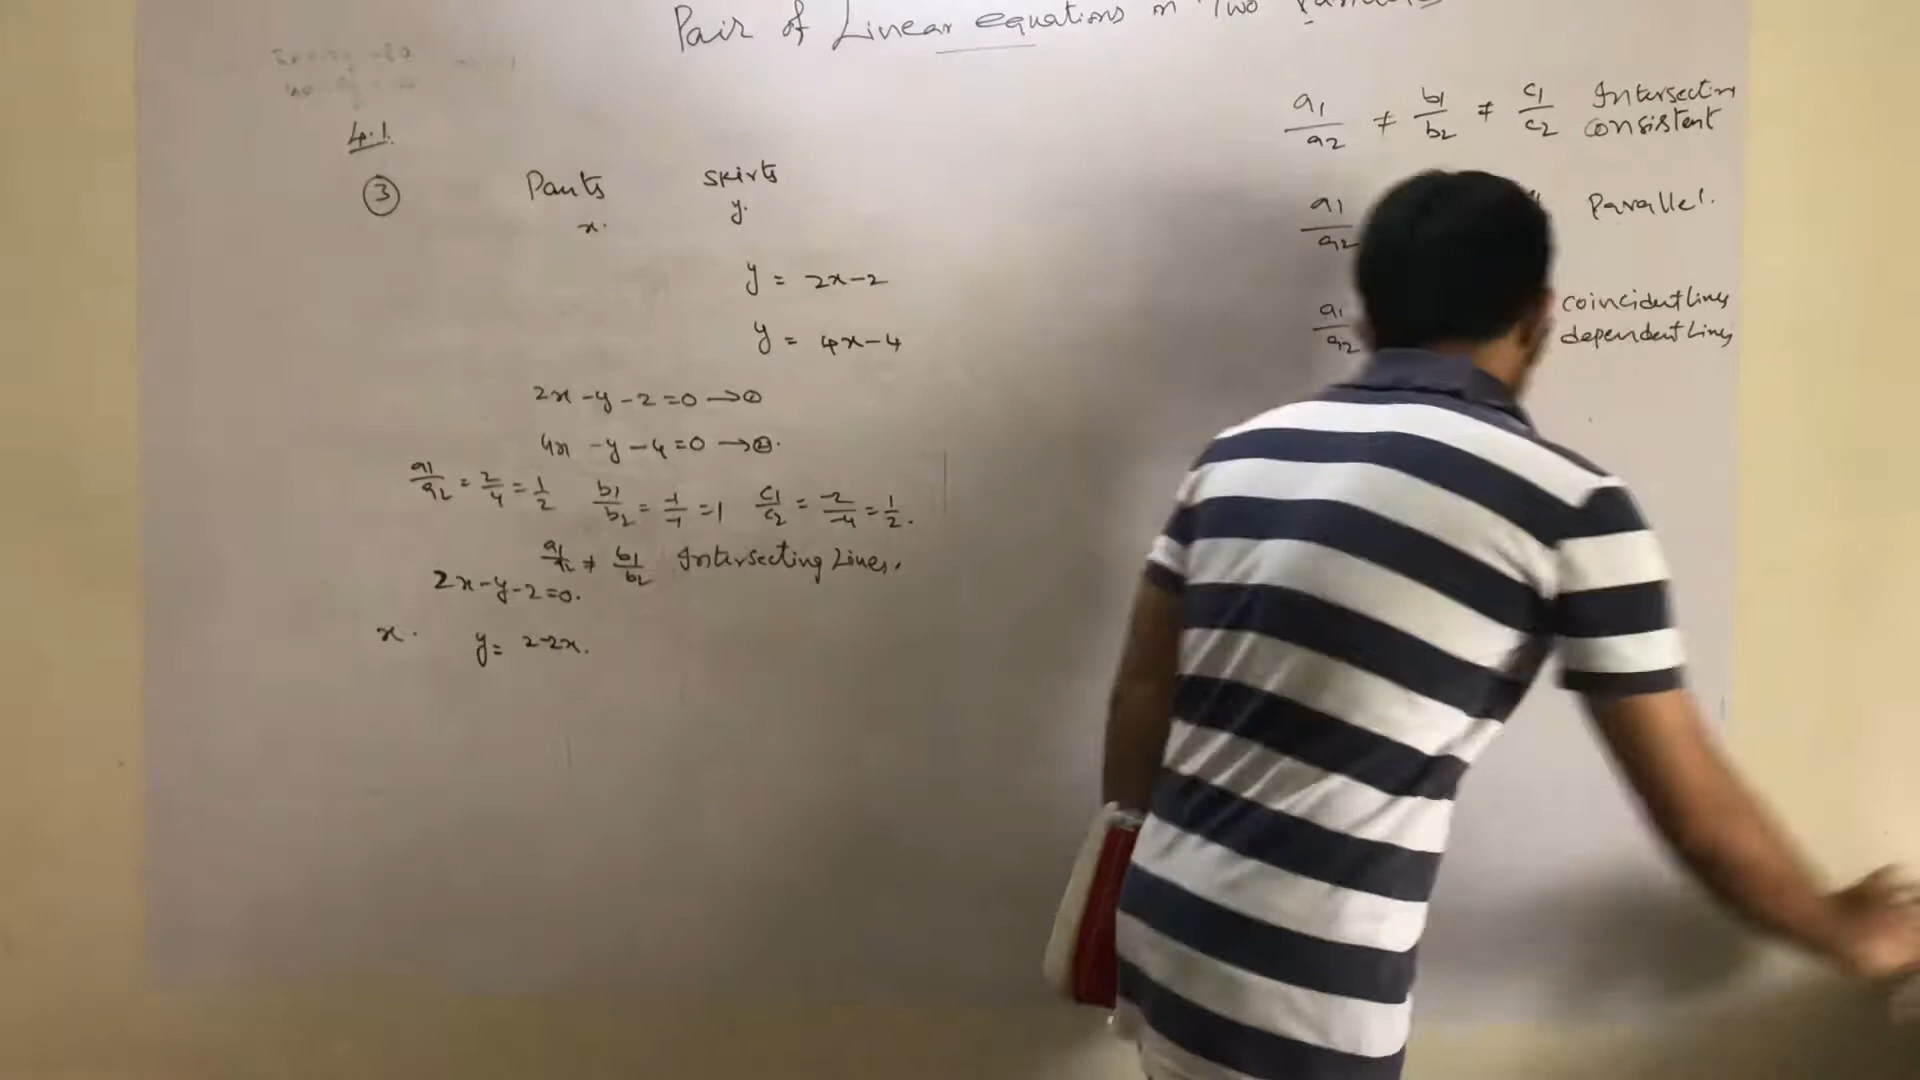 Pair of Linear equations in Two
4.1.
③ Pants skirts
x. y.
y = 2x-2
y = 4x-4
2x-y-2=0 →①
4x-y-4=0 →②.
a1/a2 = 2/4 = 1/2 b1/b2 = -1/-1 = 1 c1/c2 = -2/-4 = 1/2.
a1/a2 ≠ b1/b2 Intersecting Lines.
2x-y-2=0.
x. y = 2-2x.
a1/a2 ≠ b1/b2 ≠ c1/c2 Intersecting
consistent
a1/a2 Parallel.
a1/a2 coincident lines
dependent Lines